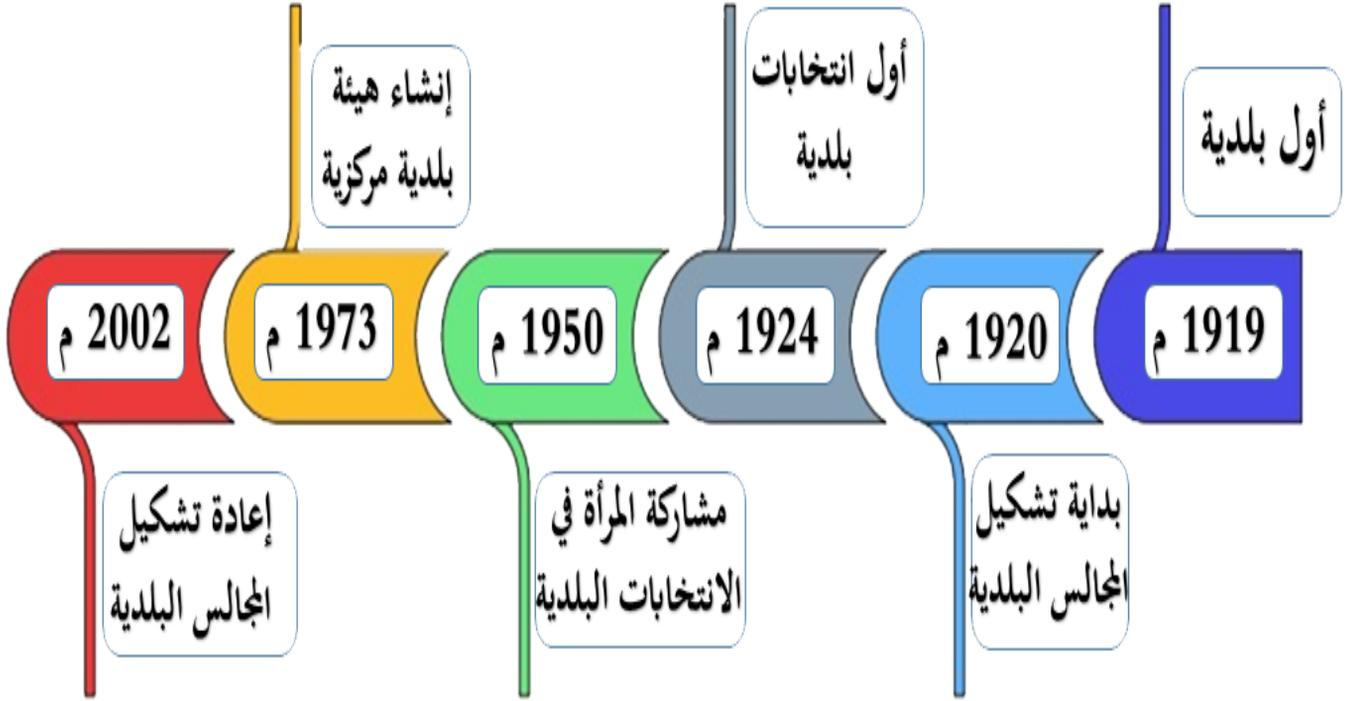 أول بلدية
1919 م
1920 م
بداية تشكيل
المجالس البلدية
أول انتخابات
بلدية
1924 م
1950 م
مشاركة المرأة في
الانتخابات البلدية
إنشاء هيئة
بلدية مركزية
1973 م
2002 م
إعادة تشكيل
المجالس البلدية